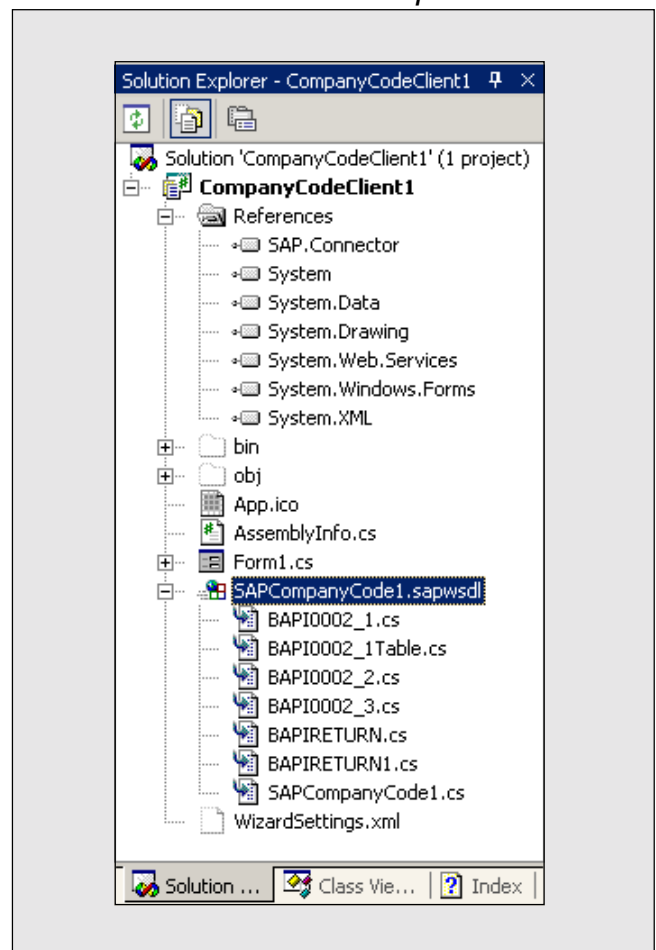 Solution Explorer - CompanyCodeClient1
Solution 'CompanyCodeClient1' (1 project)
CompanyCodeClient1
References
SAP.Connector
System
System.Data
System.Drawing
System.Web.Services
System.Windows.Forms
System.XML
bin
obj
App.ico
AssemblyInfo.cs
Form1.cs
SAPCompanyCode1.sapwsdl
BAPI0002_1.cs
BAPI0002_1Table.cs
BAPI0002_2.cs
BAPI0002_3.cs
BAPIRETURN.cs
BAPIRETURN1.cs
SAPCompanyCode1.cs
WizardSettings.xml
Solution ... Class Vie... Index